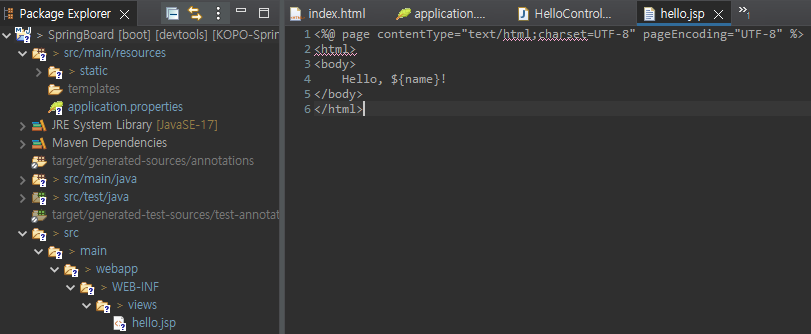 Package Explorer
SpringBoard [boot] [devtools] [KOPO-Sprin
src/main/resources
static
templates
application.properties
JRE System Library [JavaSE-17]
Maven Dependencies
target/generated-sources/annotations
src/main/java
src/test/java
target/generated-test-sources/test-annotat
src
main
webapp
WEB-INF
views
hello.jsp
index.html
application....
HelloControl...
hello.jsp
»1
1 <%@ page contentType="text/html;charset=UTF-8" pageEncoding="UTF-8" %>
2 <html>
3 <body>
4     Hello, ${name}!
5 </body>
6 </html>